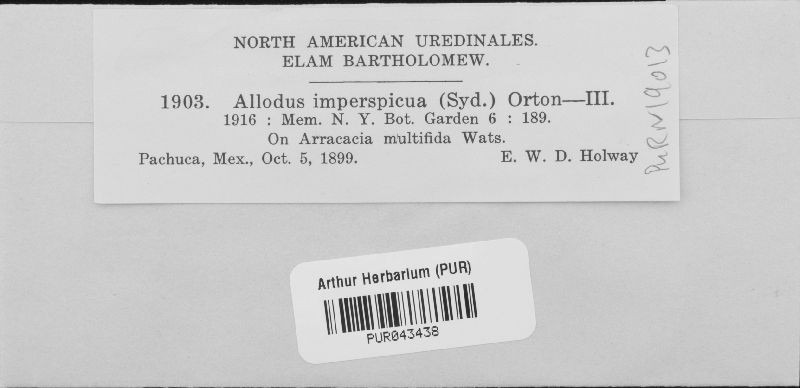 NORTH AMERICAN UREDINALES.
ELAM BARTHOLOMEW.
1903. Allodus imperspicua (Syd.) Orton—III.
1916 : Mem. N. Y. Bot. Garden 6 : 189.
On Arracacia multifida Wats.
Pachuca, Mex., Oct. 5, 1899. E. W. D. Holway
PURN19013
Arthur Herbarium (PUR)
PUR043438